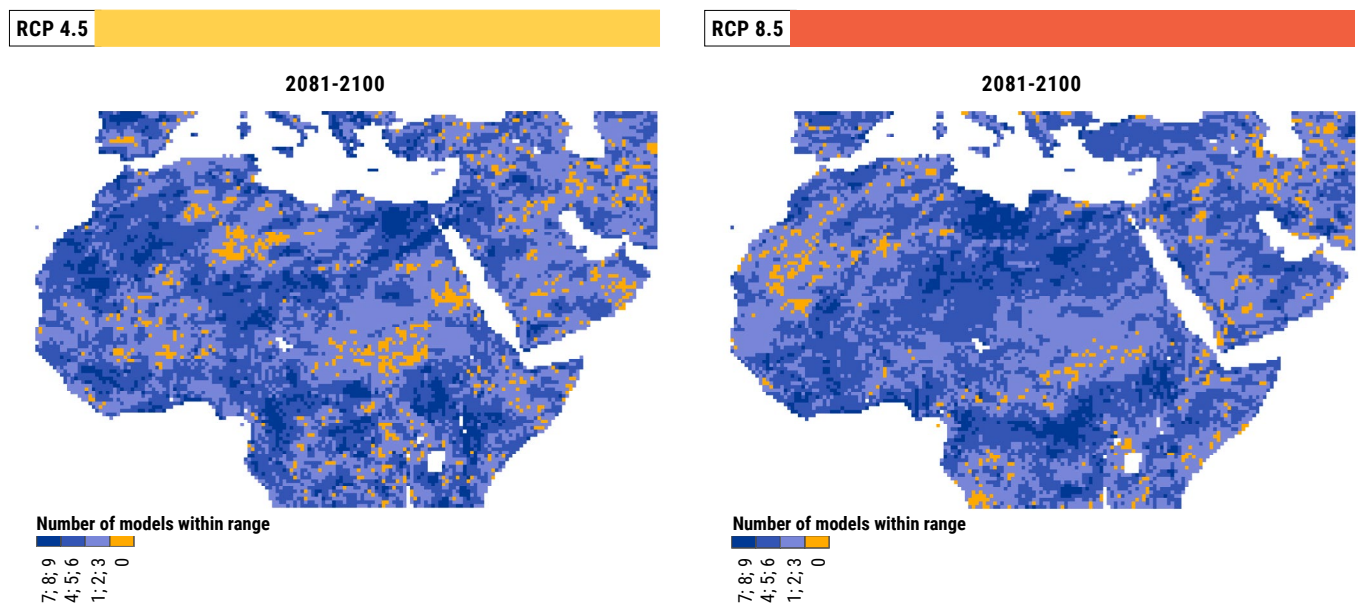 RCP 4.5
2081-2100
Number of models within range
7; 8; 9
4; 5; 6
1; 2; 3
0
RCP 8.5
2081-2100
Number of models within range
7; 8; 9
4; 5; 6
1; 2; 3
0